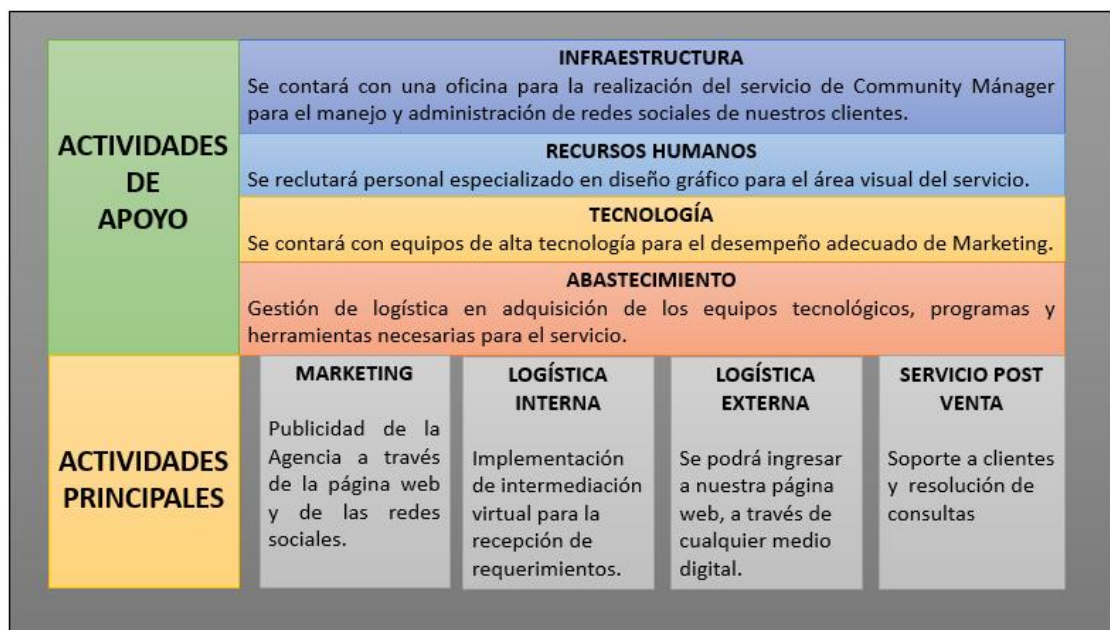 ACTIVIDADES
DE
APOYO
INFRAESTRUCTURA
Se contará con una oficina para la realización del servicio de Community Mánager
para el manejo y administración de redes sociales de nuestros clientes.
RECURSOS HUMANOS
Se reclutará personal especializado en diseño gráfico para el área visual del servicio.
TECNOLOGÍA
Se contará con equipos de alta tecnología para el desempeño adecuado de Marketing.
ABASTECIMIENTO
Gestión de logística en adquisición de los equipos tecnológicos, programas y
herramientas necesarias para el servicio.
ACTIVIDADES
PRINCIPALES
MARKETING
Publicidad de la
Agencia a través
de la página web
y de las redes
sociales.
LOGÍSTICA
INTERNA
Implementación
de intermediación
virtual para la
recepción de
requerimientos.
LOGÍSTICA
EXTERNA
Se podrá ingresar
a nuestra página
web, a través de
cualquier medio
digital.
SERVICIO POST
VENTA
Soporte a clientes
y resolución de
consultas